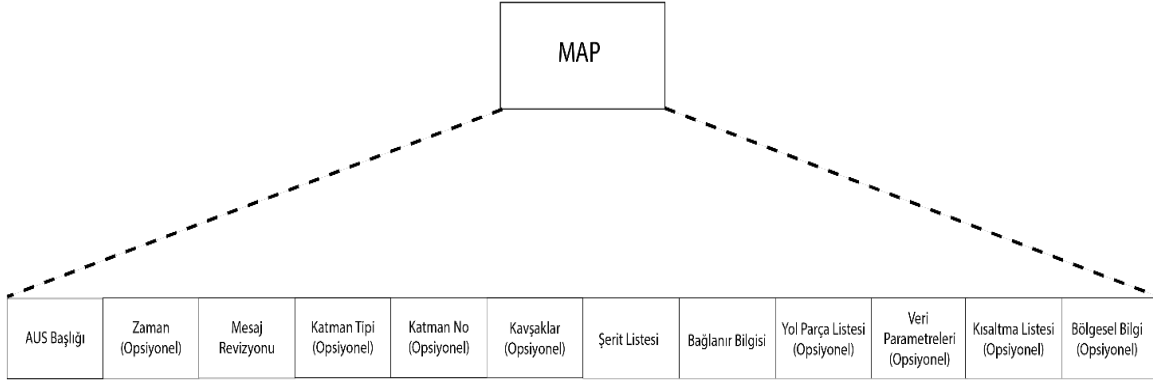 MAP
AUS Başlığı
Zaman
(Opsiyonel)
Mesaj
Revizyonu
Katman Tipi
(Opsiyonel)
Katman No
(Opsiyonel)
Kavşaklar
(Opsiyonel)
Şerit Listesi
Bağlanır Bilgisi
Yol Parça Listesi
(Opsiyonel)
Veri
Parametreleri
(Opsiyonel)
Kısaltma Listesi
(Opsiyonel)
Bölgesel Bilgi
(Opsiyonel)